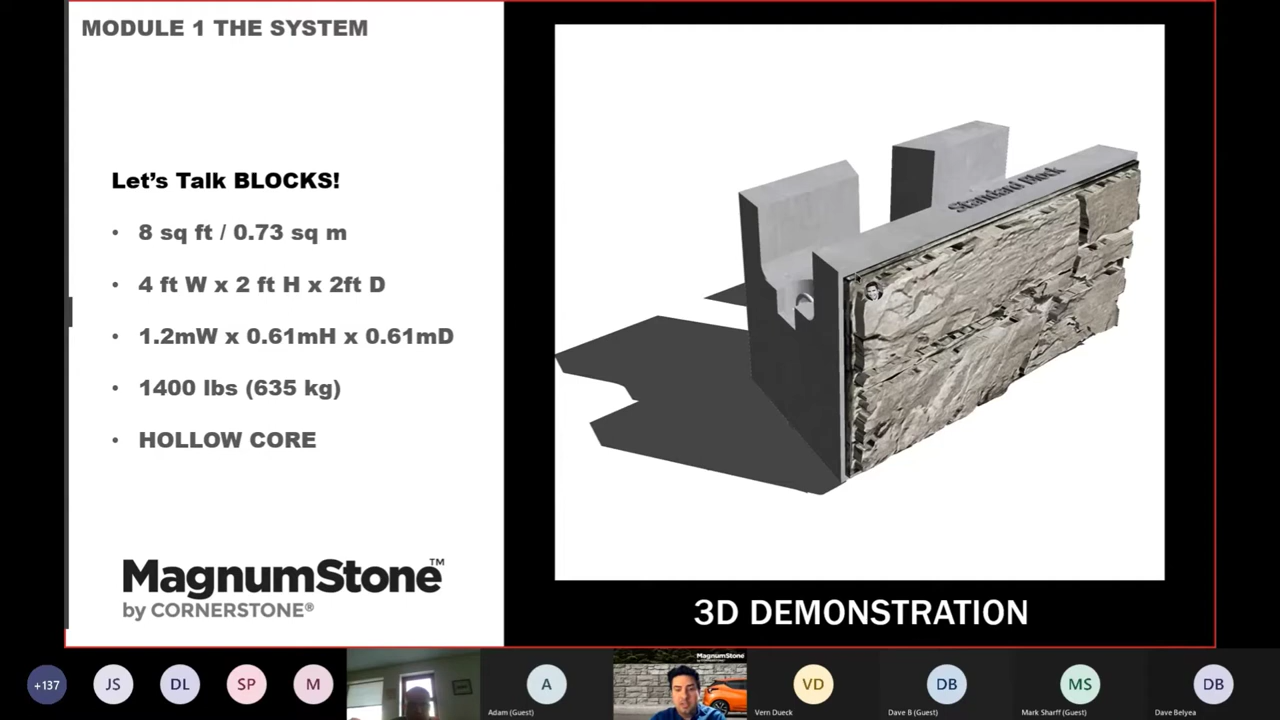 MODULE 1 THE SYSTEM
Let's Talk BLOCKS!
• 8 sq ft / 0.73 sq m
• 4 ft W x 2 ft H x 2ft D
• 1.2mW x 0.61mH x 0.61mD
• 1400 lbs (635 kg)
• HOLLOW CORE
MagnumStone™
by CORNERSTONE®
Standard Block
3D DEMONSTRATION
+137
JS
DL
SP
M
A
Adam (Guest)
MagnumStone
VD
Vern Dueck
DB
Dave B (Guest)
MS
Mark Sharff (Guest)
DB
Dave Belyea